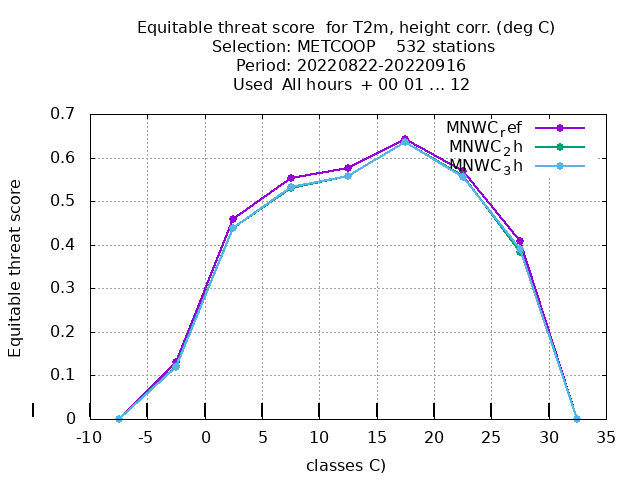 Equitable threat score  for T2m, height corr. (deg C)
Selection: METCOOP    532 stations
Period: 20220822-20220916
Used  All hours  + 00 01 ... 12
MNWC_ref
MNWC_2h
MNWC_3h
Equitable threat score
0.7
0.6
0.5
0.4
0.3
0.2
0.1
0
-10 -5 0 5 10 15 20 25 30 35
classes C)